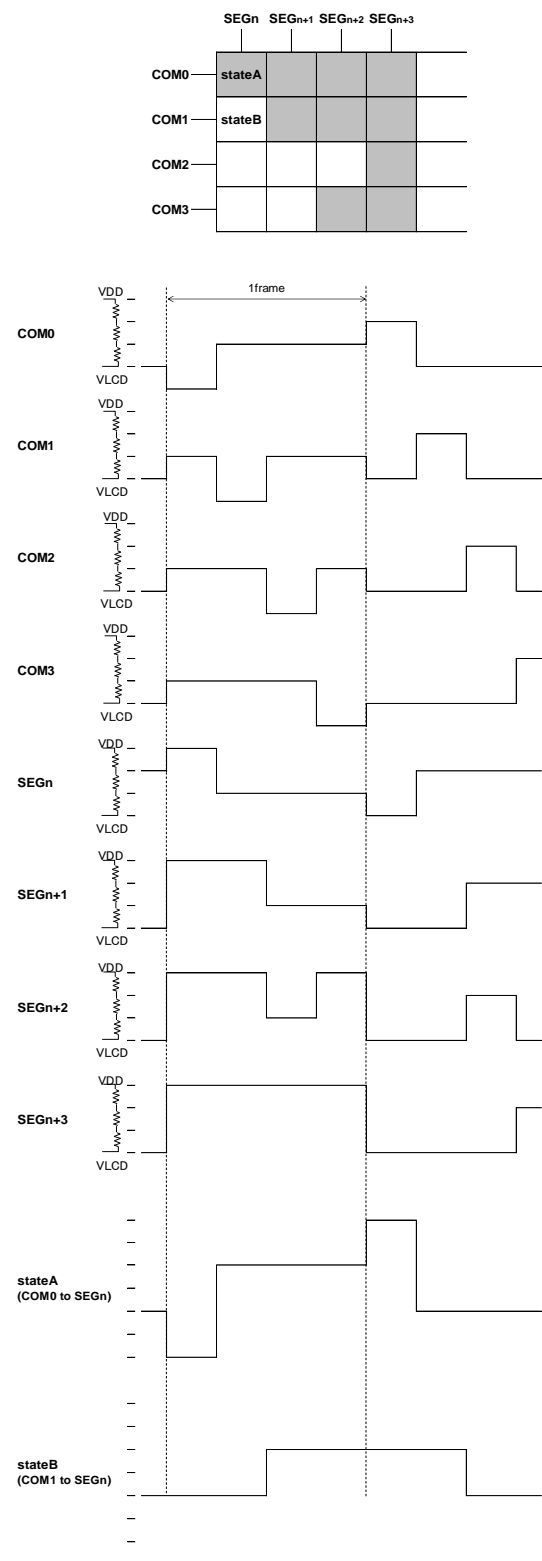 SEGn SEGn+1 SEGn+2 SEGn+3
COM0 stateA
COM1 stateB
COM2
COM3
VDD
1frame
COM0
VLCD
VDD
COM1
VLCD
VDD
COM2
VLCD
VDD
COM3
VLCD
VDD
SEGn
VLCD
VDD
SEGn+1
VLCD
VDD
SEGn+2
VLCD
VDD
SEGn+3
VLCD
stateA
(COM0 to SEGn)
stateB
(COM1 to SEGn)